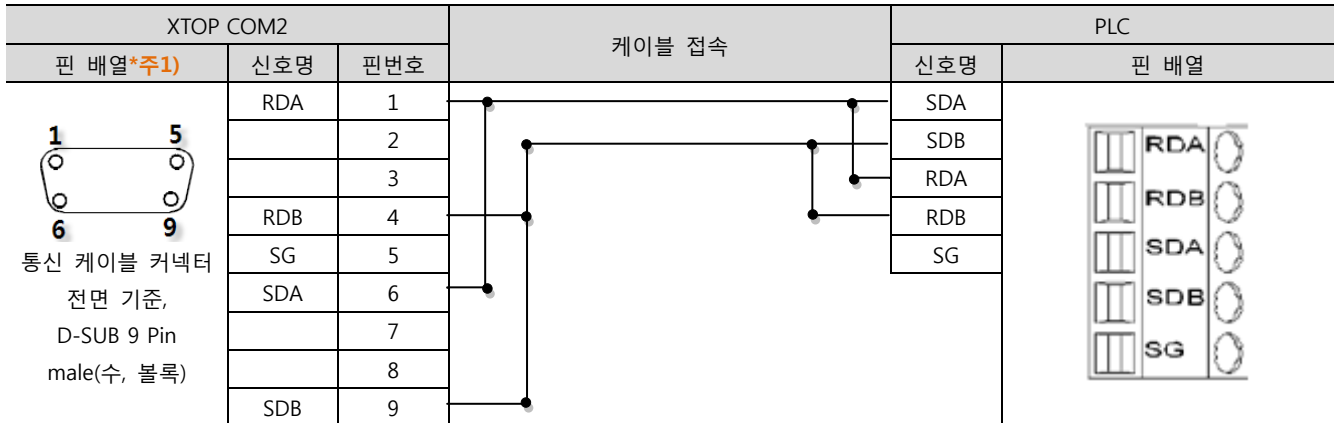 XTOP COM2 케이블 접속 PLC
핀 배열*주1) 신호명 핀번호 신호명 핀 배열
RDA 1 SDA
2 SDB
3 RDA
RDB 4 RDB
SG 5 SG
SDA 6
7
8
SDB 9
1 5
6 9
통신 케이블 커넥터
전면 기준,
D-SUB 9 Pin
male(수, 볼록)
RDA
RDB
SDA
SDB
SG